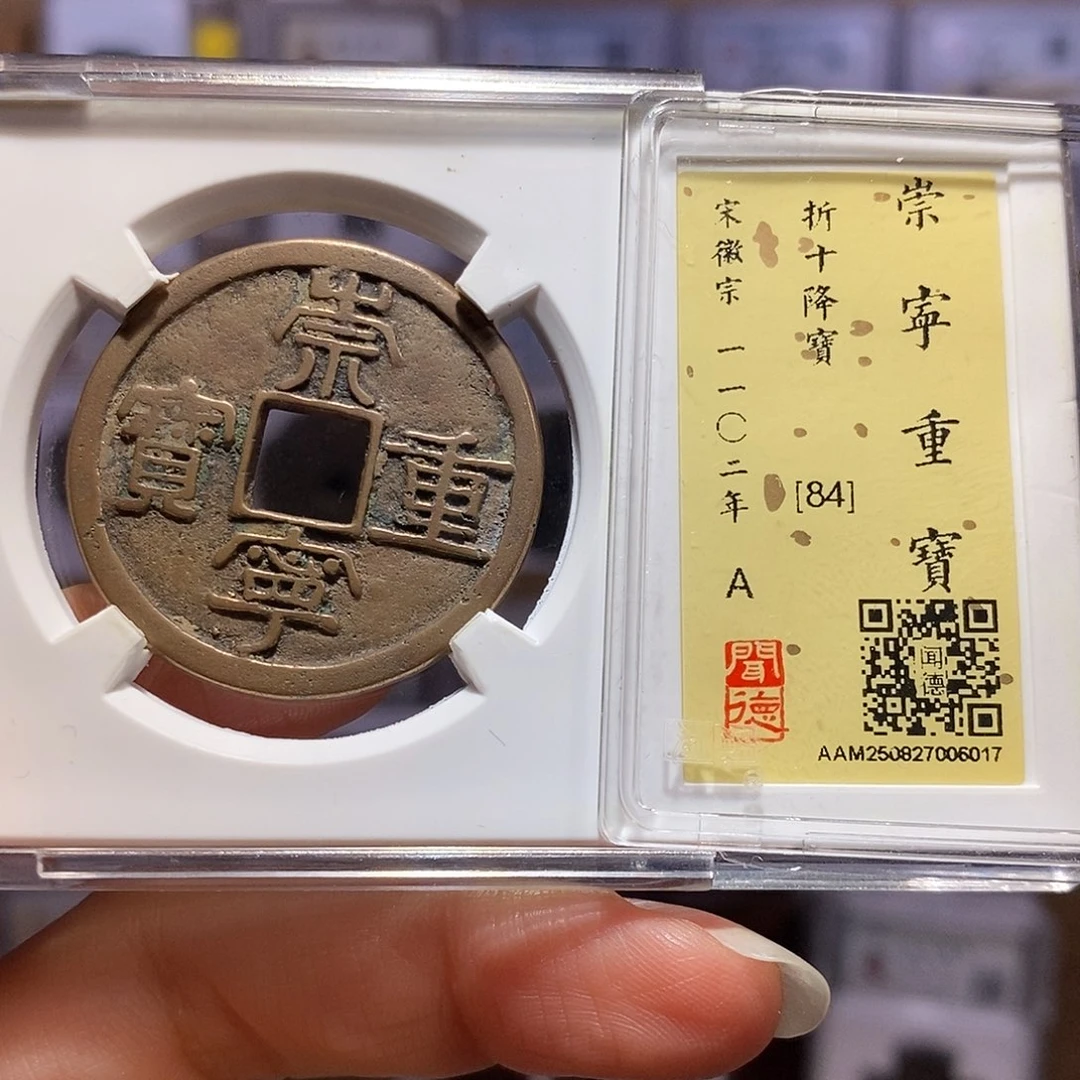 崇寧重寶
崇寧重寶
折十降寶
[84]
宋徽宗 一一〇二年 A
聞德
闻德
AAM250827006017